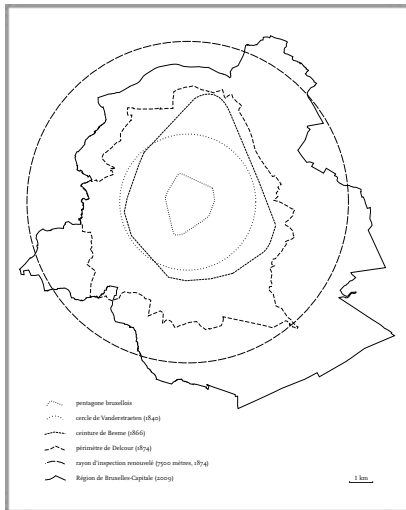 pentagone bruxellois
cercle de Vanderstraeten (1840)
ceinture de Besme (1866)
périmètre de Delcour (1874)
rayon d'inspection renouvelé (7500 mètres, 1874)
Région de Bruxelles-Capitale (2009)
1 km